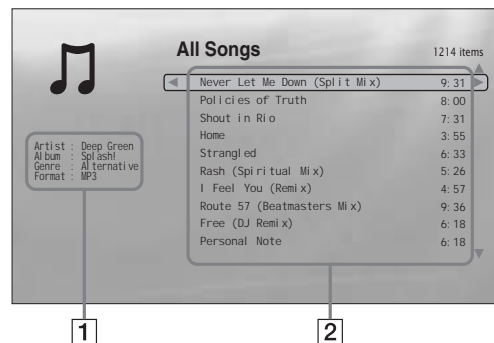 All Songs
1214 items
Never Let Me Down (Split Mix) 9:31
Policies of Truth 8:00
Shout in Rio 7:31
Home 3:55
Strangled 6:33
Rash (Spiritual Mix) 5:26
I Feel You (Remix) 4:57
Route 57 (Beatmasters Mix) 9:36
Free (DJ Remix) 6:18
Personal Note 6:18
Artist : Deep Green
Album : Splash!
Genre : Alternative
Format : MP3
1
2